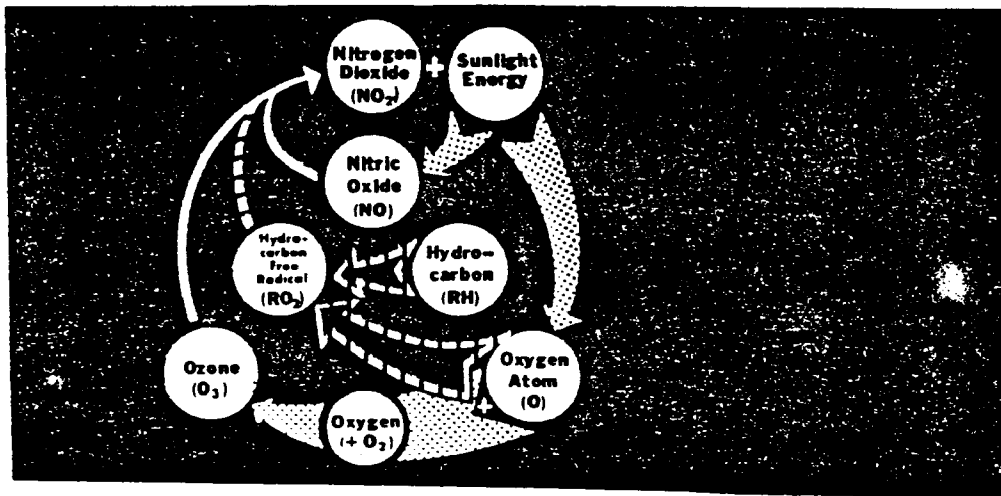 Nitrogen
Dioxide
(NO₂)
+
Sunlight
Energy
Nitric
Oxide
(NO)
Hydro-
carbon
Free
Radical
(RO₂)
Hydro-
carbon
(RH)
Ozone
(O₃)
Oxygen
Atom
(O)
+
Oxygen
(+ O₂)